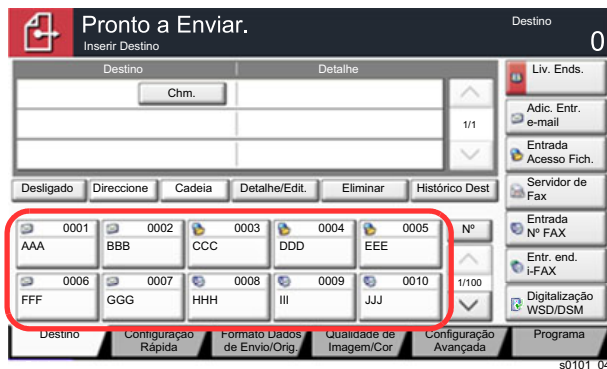 Pronto a Enviar.
Inserir Destino
Destino
0
Destino Detalhe
Chm.
1/1
Desligado Direccione Cadeia Detalhe/Edit. Eliminar Histórico Dest
0001 0002 0003 0004 0005 Nº
AAA BBB CCC DDD EEE
0006 0007 0008 0009 0010 1/100
FFF GGG HHH III JJJ
Liv. Ends.
Adic. Entr.
e-mail
Entrada
Acesso Fich.
Servidor de
Fax
Entrada
Nº FAX
Entr. end.
i-FAX
Digitalização
WSD/DSM
Destino Configuração Formato Dados Qualidade de Configuração Programa
Rápida de Envio/Orig. Imagem/Cor Avançada
s0101_04